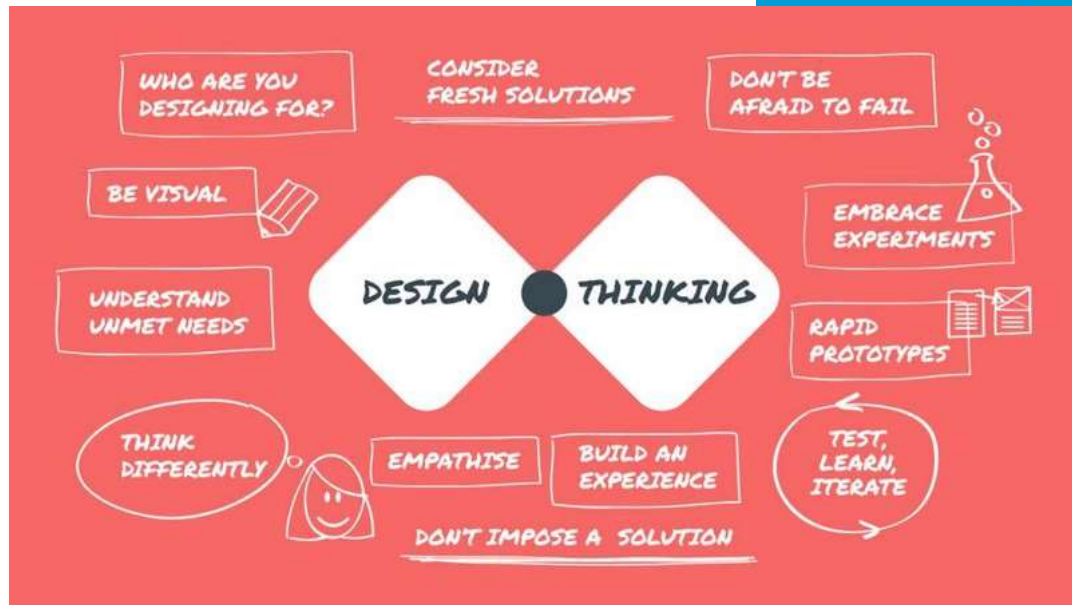 WHO ARE YOU
DESIGNING FOR?
CONSIDER
FRESH SOLUTIONS
DON'T BE
AFRAID TO FAIL
BE VISUAL
EMBRACE
EXPERIMENTS
UNDERSTAND
UNMET NEEDS
DESIGN THINKING
RAPID
PROTOTYPES
THINK
DIFFERENTLY
EMPATHISE
BUILD AN
EXPERIENCE
TEST,
LEARN,
ITERATE
DON'T IMPOSE A SOLUTION